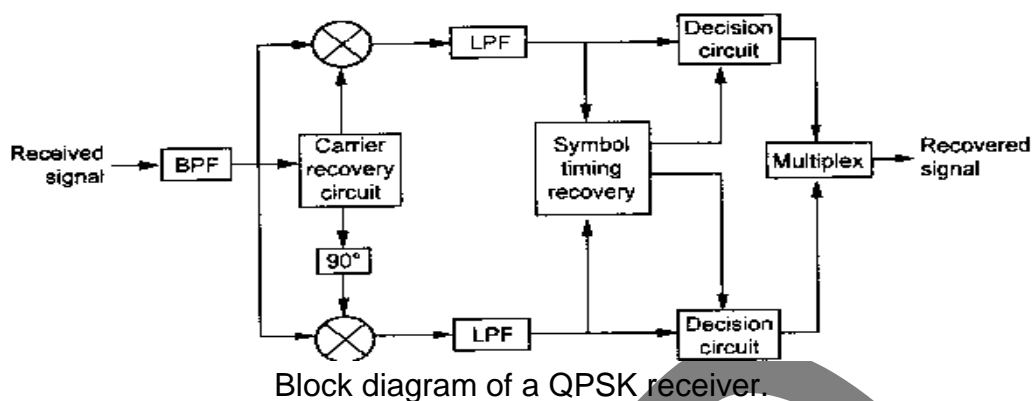 LPF
Decision
circuit
Received
signal
BPF
Carrier
recovery
circuit
Symbol
timing
recovery
Multiplex
Recovered
signal
90°
LPF
Decision
circuit
Block diagram of a QPSK receiver.